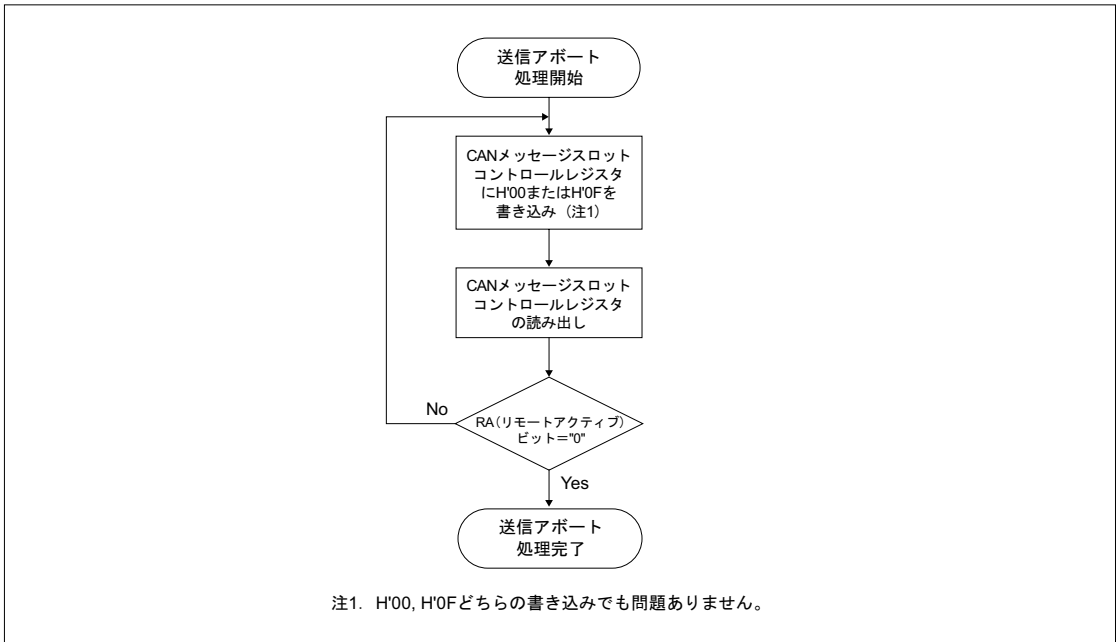 送信アボート
処理開始
CANメッセージスロット
コントロールレジスタ
にH'00またはH'0Fを
書き込み（注1）
CANメッセージスロット
コントロールレジスタ
の読み出し
No
RA（リモートアクティブ）
ビット＝"0"
Yes
送信アボート
処理完了
注1. H'00, H'0Fどちらの書き込みでも問題ありません。